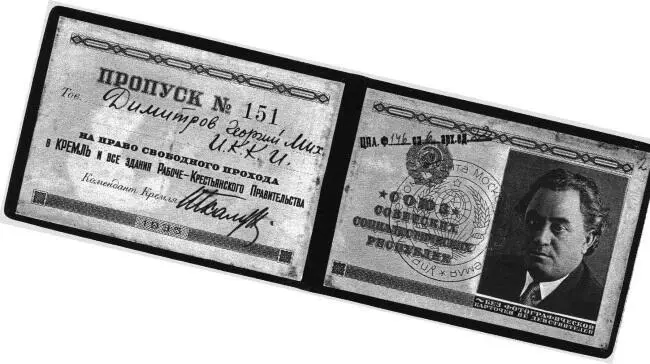 ПРОПУСК № 151
Тов. Димитров Георгий Мих.
И.К.К.И.
НА ПРАВО СВОБОДНОГО ПРОХОДА
в КРЕМЛЬ и все здания Рабоче-Крестьянского Правительства
Комендант Кремля
1935
★ СОЮЗ ★
СОВЕТСКИХ
СОЦИАЛИСТИЧЕСКИХ
РЕСПУБЛИК
БЕЗ ФОТОГРАФИЧЕСКОЙ
КАРТОЧКИ НЕ ДЕЙСТВИТЕЛЕН